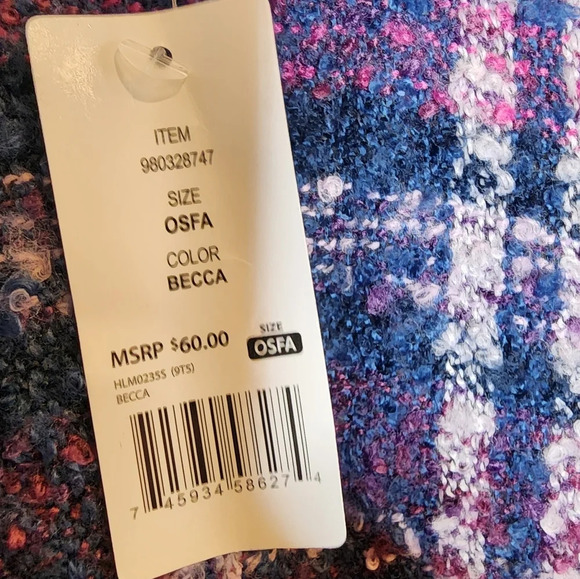 ITEM
980328747
SIZE
OSFA
COLOR
BECCA
MSRP $60.00
SIZE
OSFA
HLM0235S (9TS)
BECCA
7 45934 58627 4